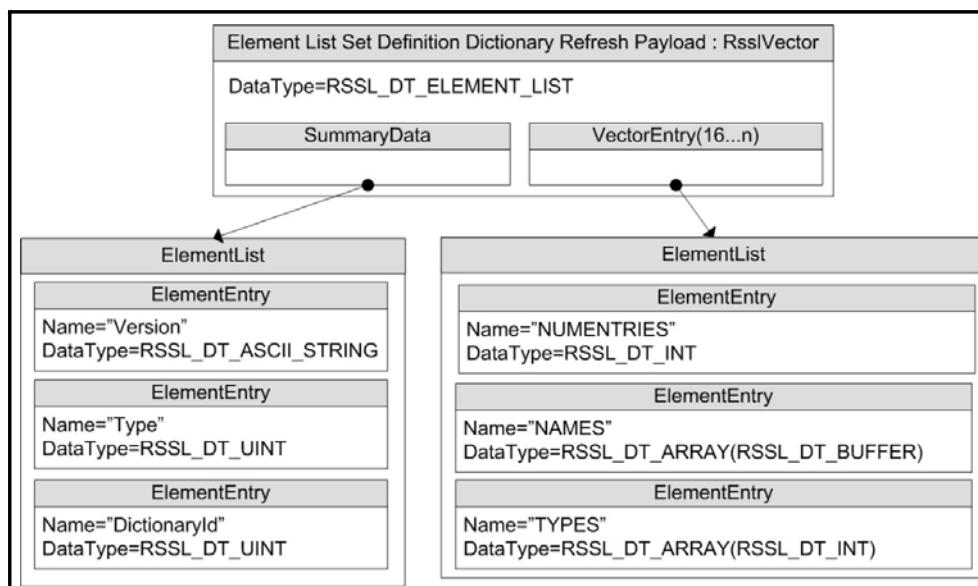 Element List Set Definition Dictionary Refresh Payload : RsslVector
DataType=RSSL_DT_ELEMENT_LIST
SummaryData
VectorEntry(16...n)
ElementList
ElementEntry
Name=”Version”
DataType=RSSL_DT_ASCII_STRING
ElementEntry
Name=”Type”
DataType=RSSL_DT_UINT
ElementEntry
Name=”DictionaryId”
DataType=RSSL_DT_UINT
ElementList
ElementEntry
Name=”NUMENTRIES”
DataType=RSSL_DT_INT
ElementEntry
Name=”NAMES”
DataType=RSSL_DT_ARRAY(RSSL_DT_BUFFER)
ElementEntry
Name=”TYPES”
DataType=RSSL_DT_ARRAY(RSSL_DT_INT)